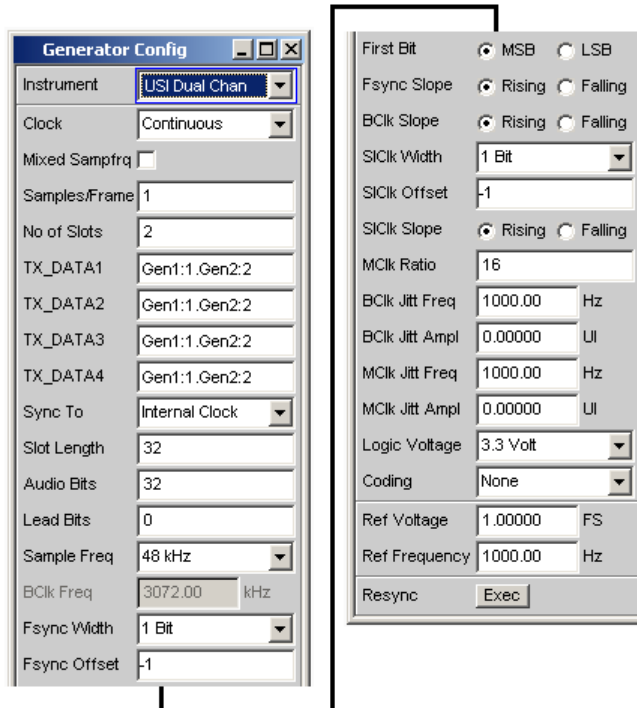 Generator Config
Instrument USI Dual Chan
Clock Continuous
Mixed Sampfrq
Samples/Frame 1
No of Slots 2
TX_DATA1 Gen1:1.Gen2:2
TX_DATA2 Gen1:1.Gen2:2
TX_DATA3 Gen1:1.Gen2:2
TX_DATA4 Gen1:1.Gen2:2
Sync To Internal Clock
Slot Length 32
Audio Bits 32
Lead Bits 0
Sample Freq 48 kHz
BClk Freq 3072.00 kHz
Fsync Width 1 Bit
Fsync Offset -1
First Bit MSB LSB
Fsync Slope Rising Falling
BClk Slope Rising Falling
SlClk Width 1 Bit
SlClk Offset -1
SlClk Slope Rising Falling
MClk Ratio 16
BClk Jitt Freq 1000.00 Hz
BClk Jitt Ampl 0.00000 UI
MClk Jitt Freq 1000.00 Hz
MClk Jitt Ampl 0.00000 UI
Logic Voltage 3.3 Volt
Coding None
Ref Voltage 1.00000 FS
Ref Frequency 1000.00 Hz
Resync Exec